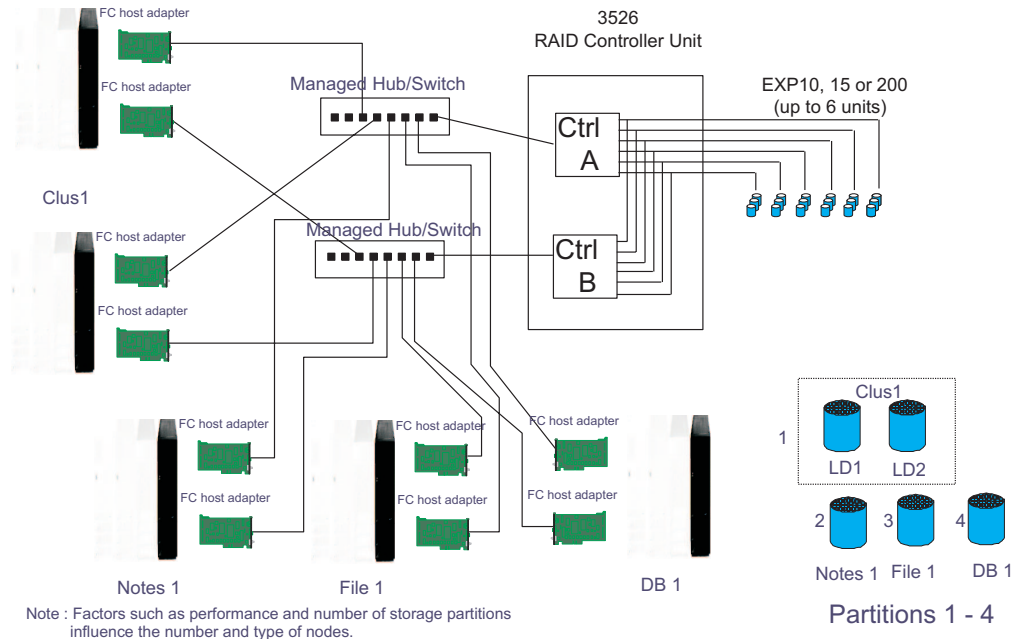 FC host adapter
3526
RAID Controller Unit
FC host adapter
Managed Hub/Switch
EXP10, 15 or 200
(up to 6 units)
Ctrl
A
Clus1
FC host adapter
Managed Hub/Switch
Ctrl
B
FC host adapter
Clus1
1
LD1
LD2
FC host adapter
FC host adapter
FC host adapter
FC host adapter
FC host adapter
FC host adapter
2
3
4
Notes 1
File 1
DB 1
Notes 1
File 1
DB 1
Partitions 1 - 4
Note : Factors such as performance and number of storage partitions
influence the number and type of nodes.